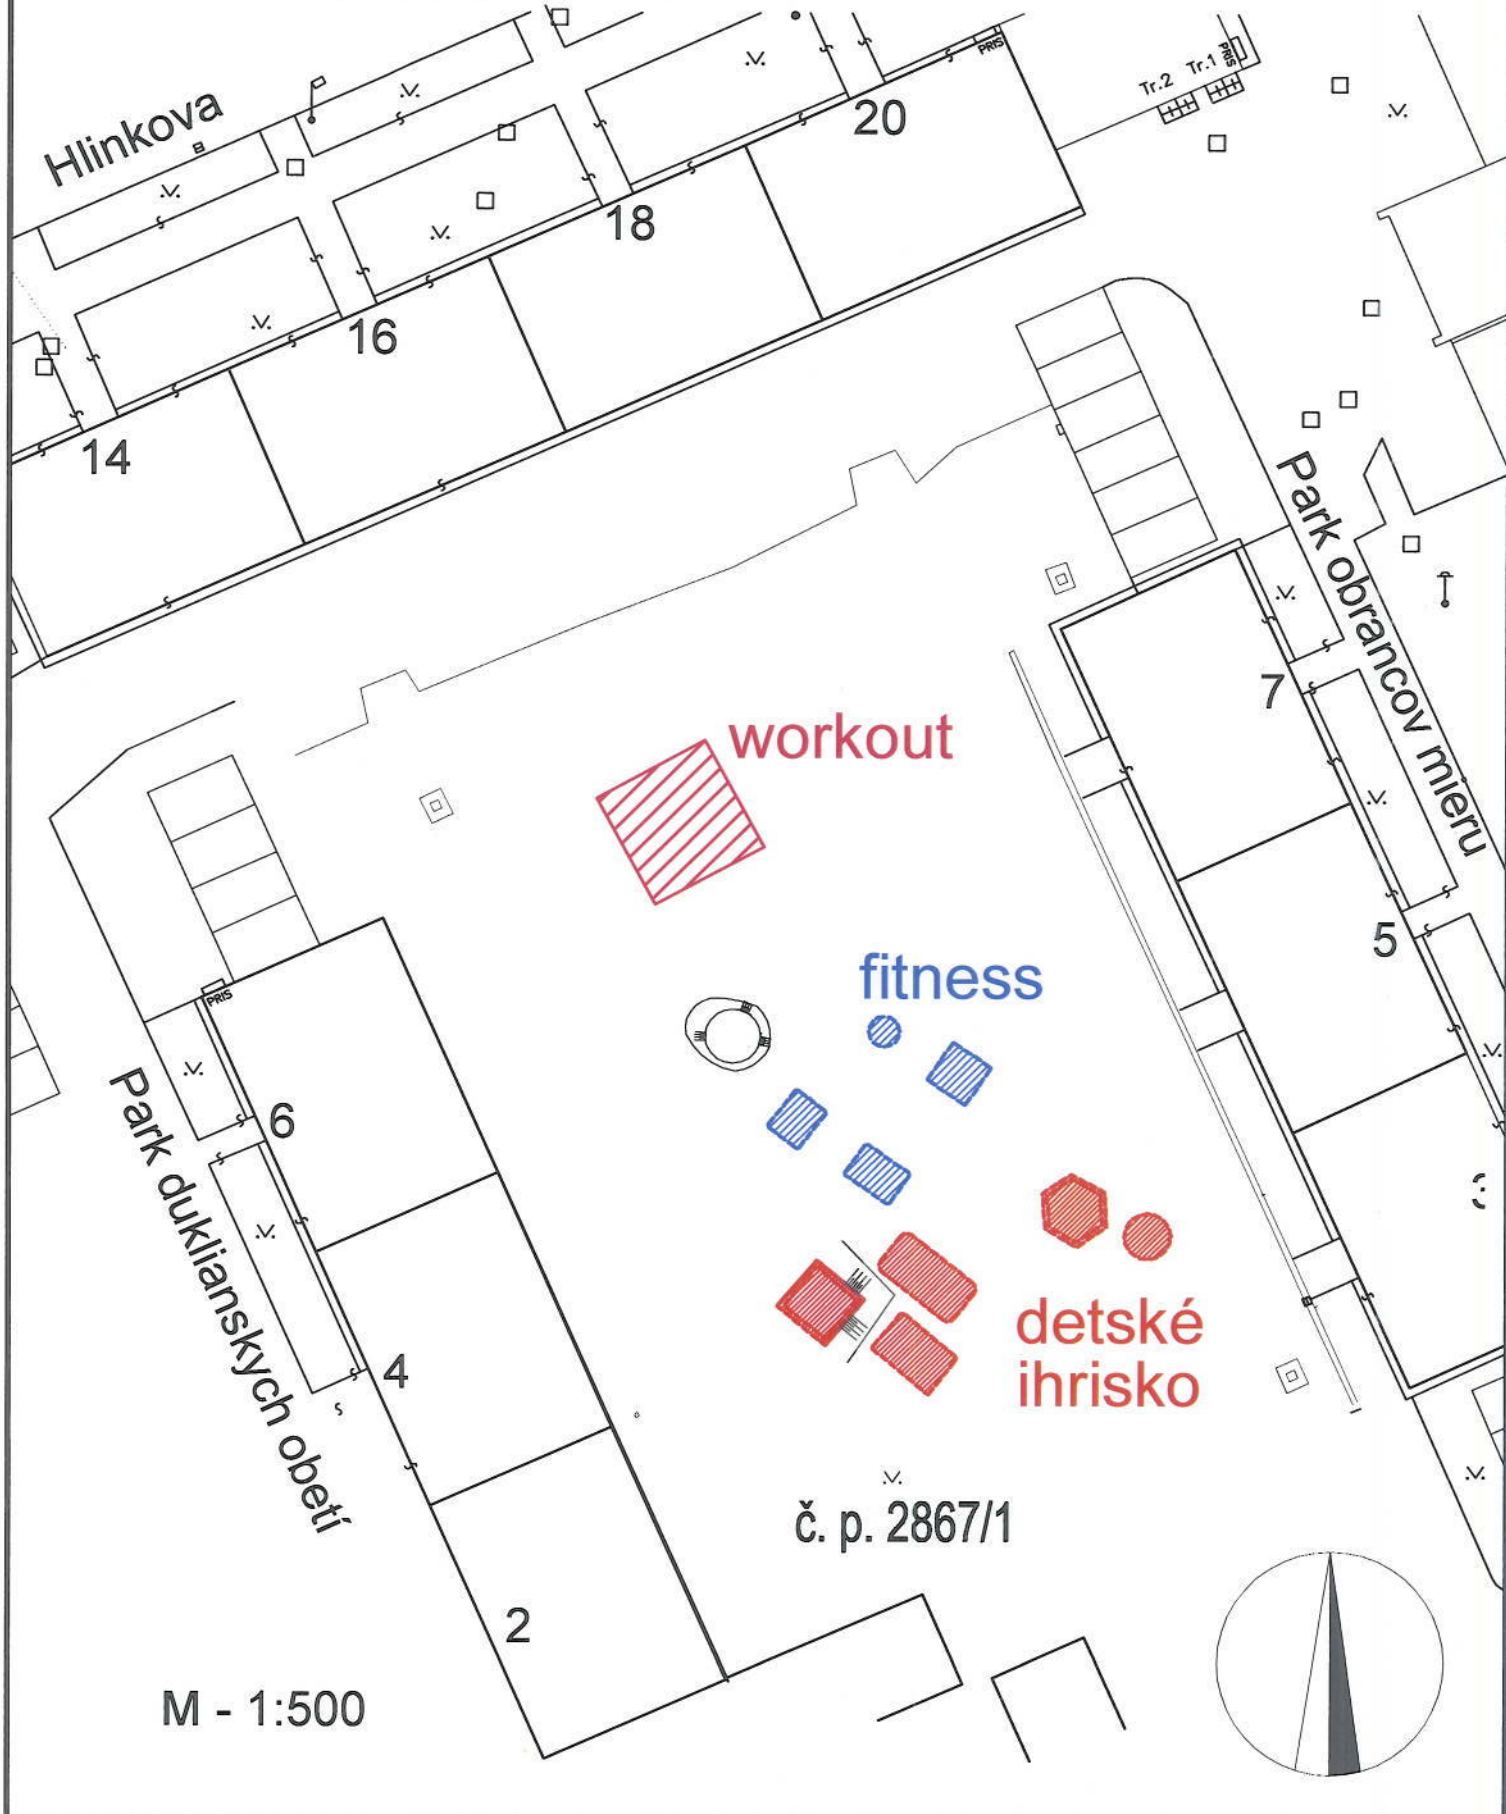 Hlinkova
PRIS
Tr.2
Tr.1
PRIS
20
18
16
14
Park obrancov mieru
7
workout
5
fitness
PRIS
6
Park duklianskych obetí
4
detské
ihrisko
č. p. 2867/1
2
M - 1:500